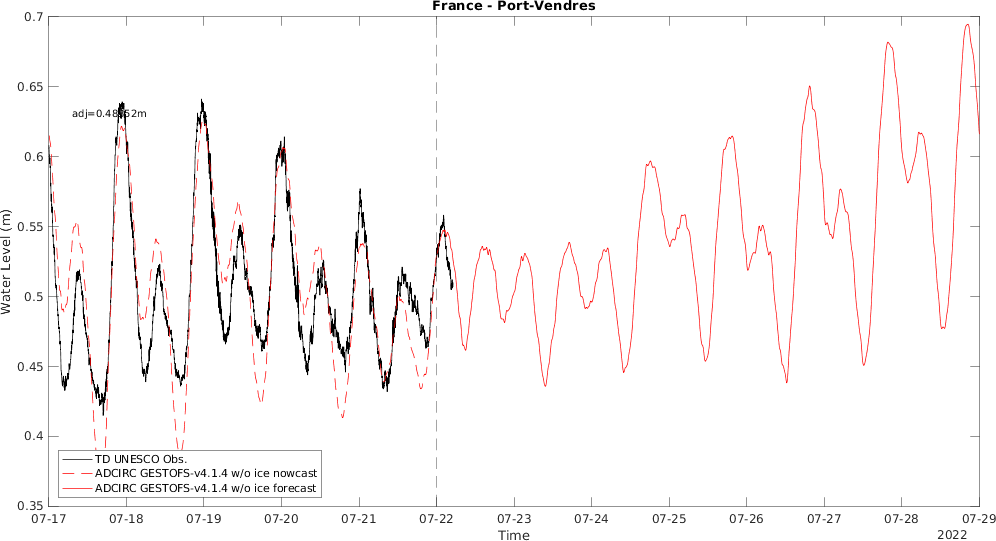 France - Port-Vendres
0.7
0.65
0.6
0.55
0.5
0.45
0.4
0.35
Water Level (m)
TD UNESCO Obs.
ADCIRC GESTOFS-v4.1.4 w/o ice nowcast
ADCIRC GESTOFS-v4.1.4 w/o ice forecast
07-17 07-18 07-19 07-20 07-21 07-22 07-23 07-24 07-25 07-26 07-27 07-28 07-29
Time
2022